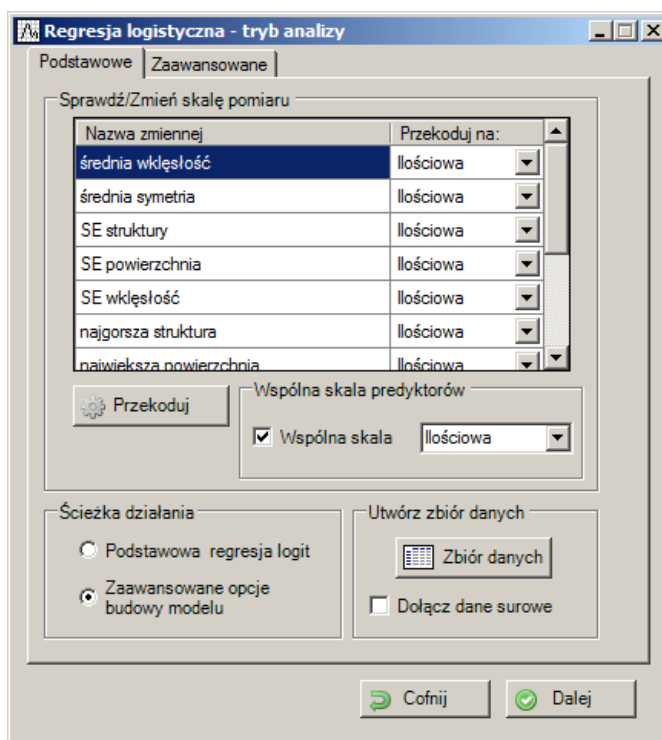 Regresja logistyczna - tryb analizy
Podstawowe Zaawansowane
Sprawdź/Zmień skalę pomiaru
Nazwa zmiennej Przekoduj na:
średnia wklęsłość Ilościowa
średnia symetria Ilościowa
SE struktury Ilościowa
SE powierzchnia Ilościowa
SE wklęsłość Ilościowa
najgorsza struktura Ilościowa
największa powierzchnia Ilościowa
Przekoduj
Wspólna skala predyktorów
Wspólna skala Ilościowa
Ścieżka działania
Podstawowa regresja logit
Zaawansowane opcje
budowy modelu
Utwórz zbiór danych
Zbiór danych
Dołącz dane surowe
Cofnij Dalej